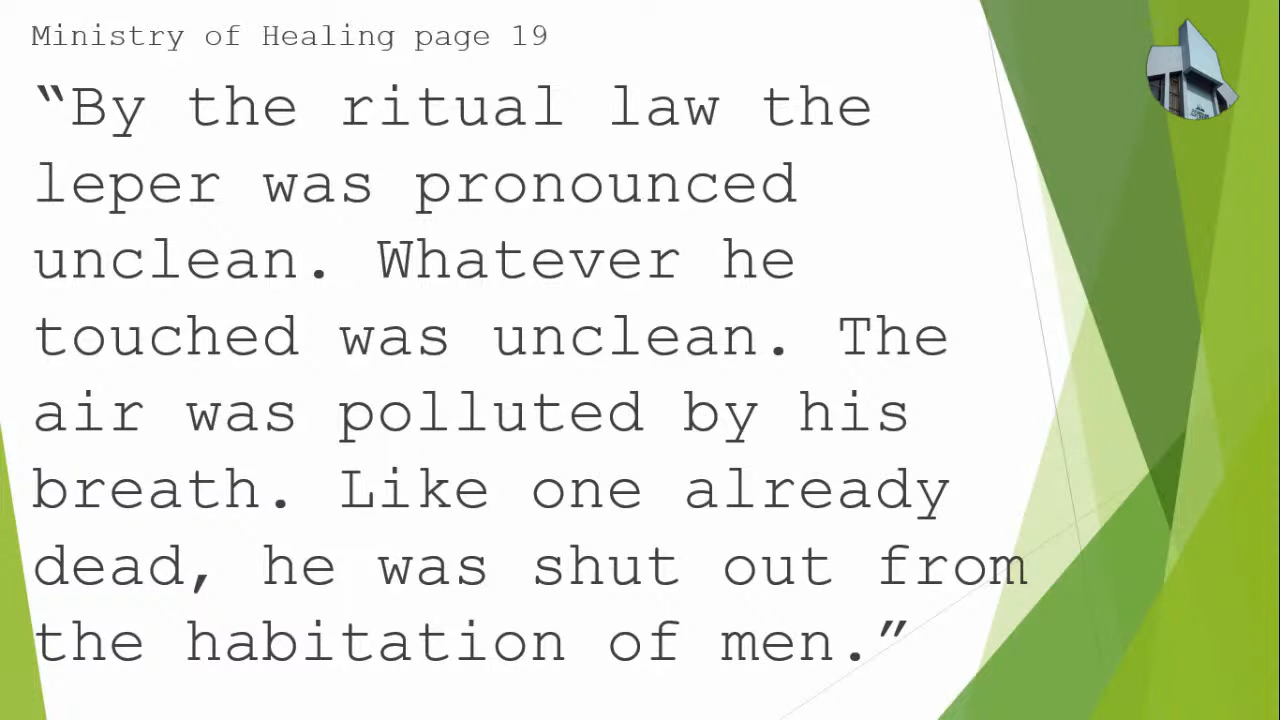 Ministry of Healing page 19
“By the ritual law the
leper was pronounced
unclean. Whatever he
touched was unclean. The
air was polluted by his
breath. Like one already
dead, he was shut out from
the habitation of men.”